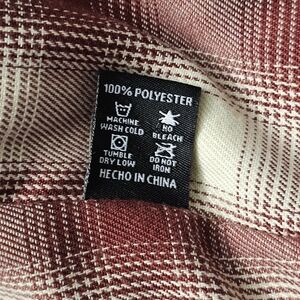 100% POLYESTER
MACHINE
WASH COLD
NO
BLEACH
TUMBLE
DRY LOW
DO NOT
IRON
HECHO IN CHINA